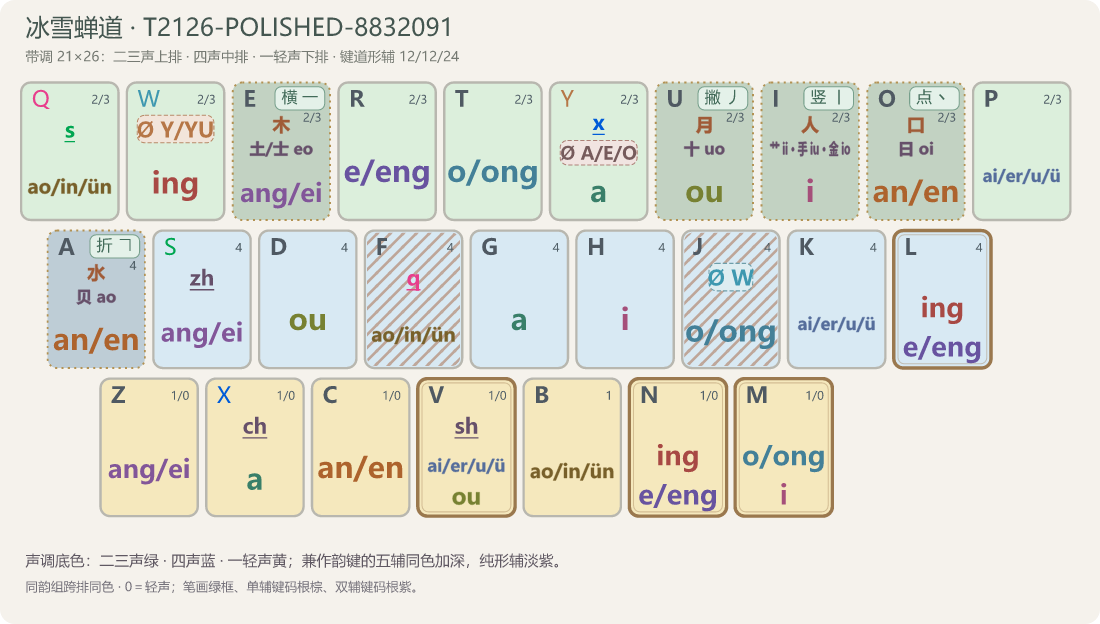 冰雪蝉道 · T2126-POLISHED-8832091
带调 21×26：二三声上排 · 四声中排 · 一轻声下排 · 键道形辅 12/12/24
Q 2/3
s
ao/in/ün
W 2/3
Ø Y/YU
ing
E 横 一
2/3
木
土/士 eo
ang/ei
R 2/3
e/eng
T 2/3
o/ong
Y 2/3
x
Ø A/E/O
a
U 撇 丿
2/3
月
十 uo
ou
I 竖 丨
2/3
人
艹 ii · 手 iu · 金 io
i
O 点 丶
2/3
口
日 oi
an/en
P 2/3
ai/er/u/ü
A 折 ㇕
4
水
贝 ao
an/en
S 4
zh
ang/ei
D 4
ou
F 4
q
ao/in/ün
G 4
a
H 4
i
J 4
Ø W
o/ong
K 4
ai/er/u/ü
L 4
ing
e/eng
Z 1/0
ang/ei
X 1/0
ch
a
C 1/0
an/en
V 1/0
sh
ai/er/u/ü
ou
B 1
ao/in/ün
N 1/0
ing
e/eng
M 1/0
o/ong
i
声调底色：二三声绿 · 四声蓝 · 一轻声黄；兼作韵键的五辅同色加深，纯形辅淡紫。
同韵组跨排同色 · 0＝轻声；笔画绿框、单辅键码根棕、双辅键码根紫。